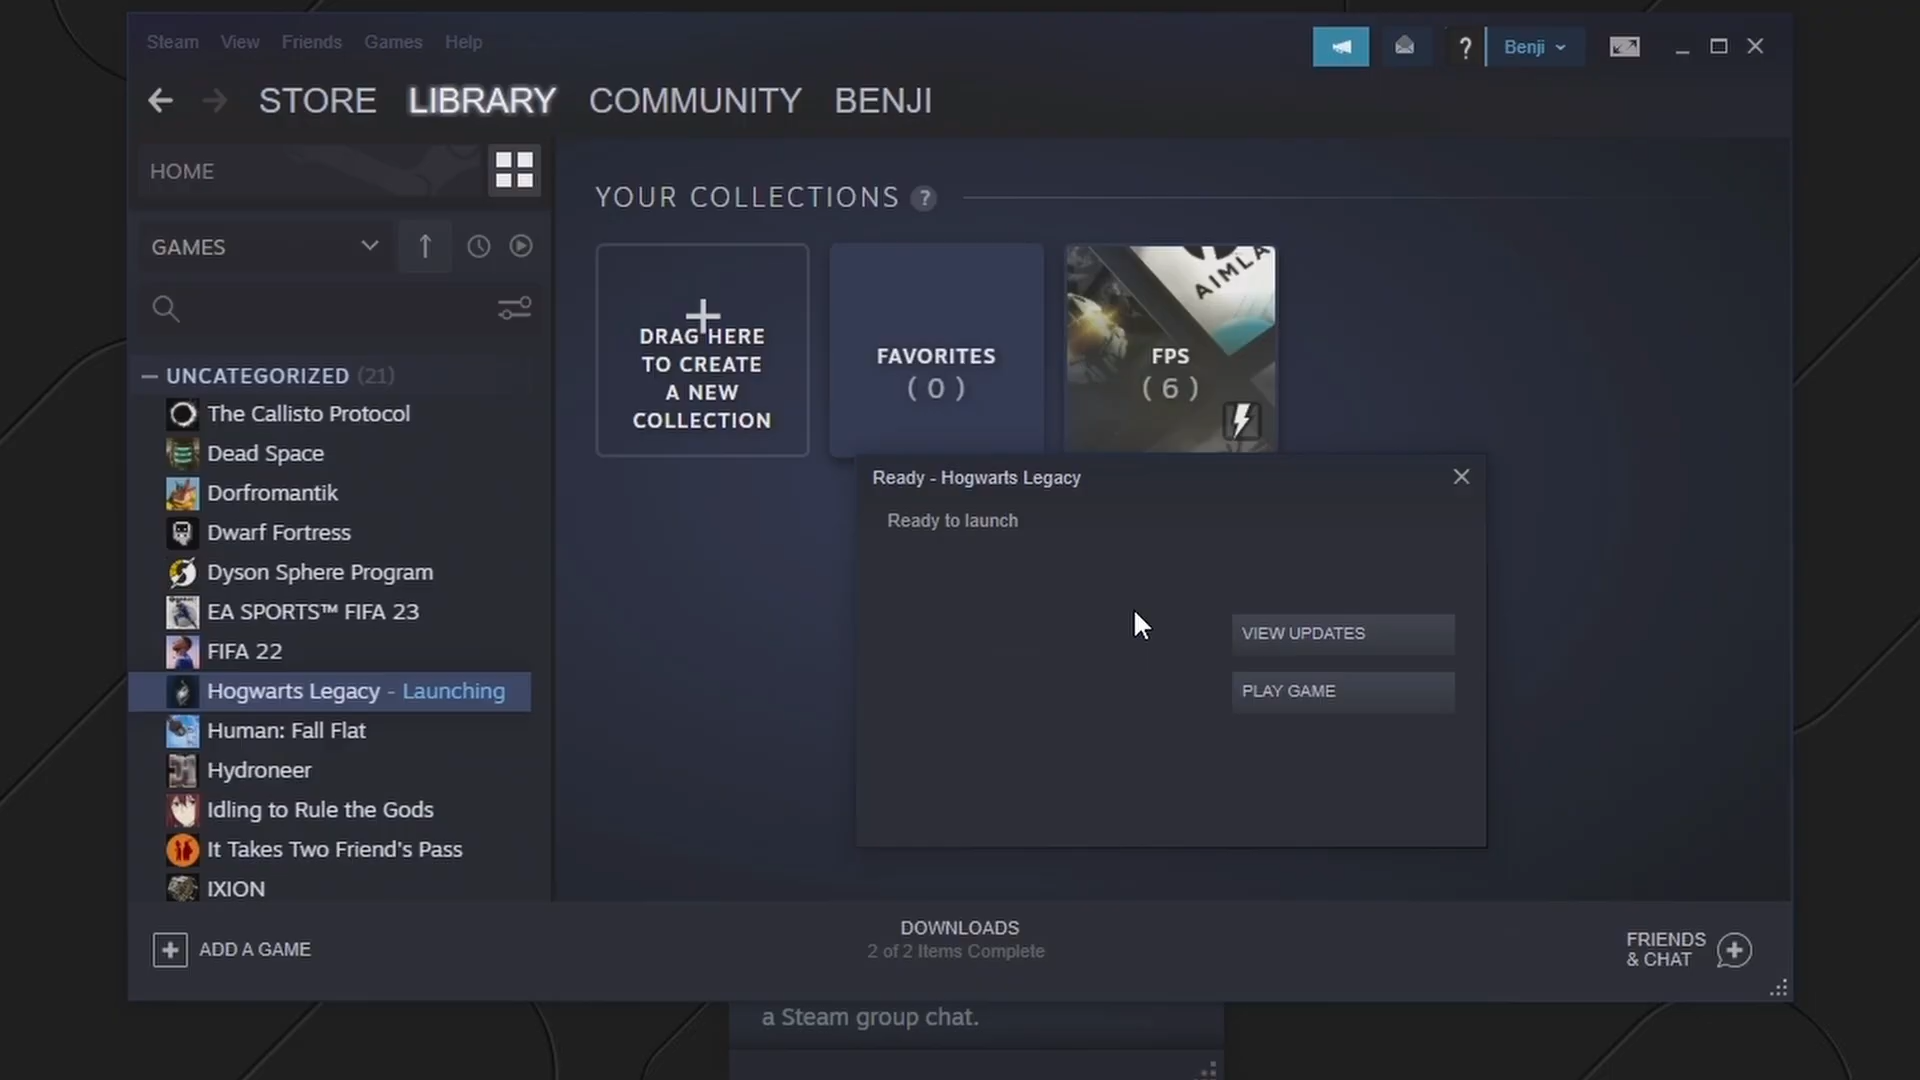 Steam View Friends Games Help
? Benji
STORE LIBRARY COMMUNITY BENJI
HOME
GAMES
UNCATEGORIZED (21)
The Callisto Protocol
Dead Space
Dorfromantik
Dwarf Fortress
Dyson Sphere Program
EA SPORTS™ FIFA 23
FIFA 22
Hogwarts Legacy - Launching
Human: Fall Flat
Hydroneer
Idling to Rule the Gods
It Takes Two Friend's Pass
IXION
YOUR COLLECTIONS ?
DRAG HERE
TO CREATE
A NEW
COLLECTION
FAVORITES
( 0 )
AIMLA
FPS
( 6 )
Ready - Hogwarts Legacy
Ready to launch
VIEW UPDATES
PLAY GAME
ADD A GAME
DOWNLOADS
2 of 2 Items Complete
FRIENDS
& CHAT
a Steam group chat.